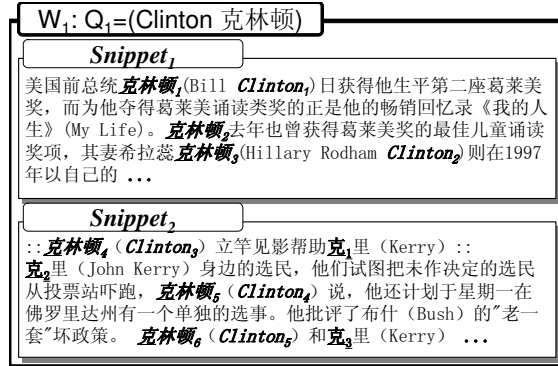 W₁: Q₁=(Clinton 克林顿)
Snippet₁
美国前总统克林顿₁(Bill Clinton₁)日获得他生平第二座葛莱美
奖，而为他夺得葛莱美诵读类奖的正是他的畅销回忆录《我的人
生》(My Life)。克林顿₂去年也曾获得葛莱美奖的最佳儿童诵读
奖项，其妻希拉蕊克林顿₃(Hillary Rodham Clinton₂)则在1997
年以自己的 ...
Snippet₂
::克林顿₄（Clinton₃）立竿见影帮助克₁里（Kerry）::
克₂里（John Kerry）身边的选民，他们试图把未作决定的选民
从投票站吓跑，克林顿₅（Clinton₄）说，他还计划于星期一在
佛罗里达州有一个单独的选事。他批评了布什（Bush）的"老一
套"坏政策。 克林顿₆（Clinton₅）和克₃里（Kerry） ...